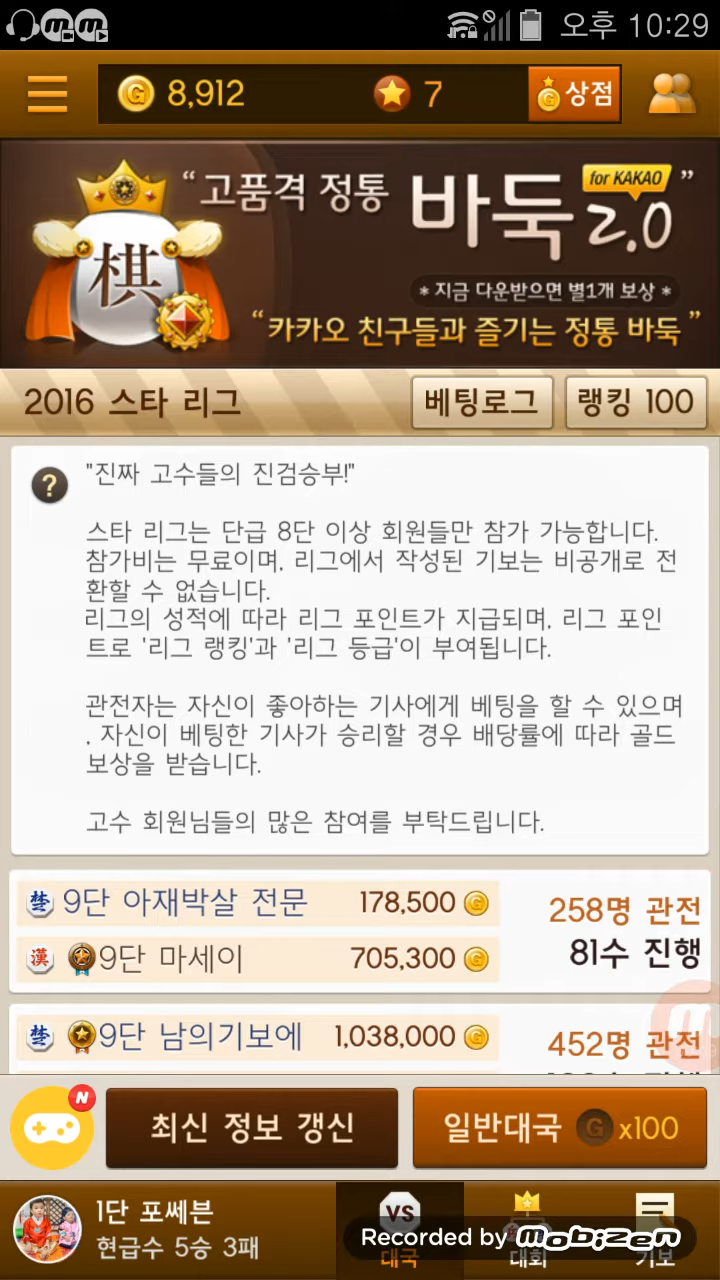 오후 10:29
8,912
7
상점
“고품격 정통 바둑 2.0”
for KAKAO
棋
* 지금 다운받으면 별1개 보상 *
“카카오 친구들과 즐기는 정통 바둑”
2016 스타 리그
베팅로그
랭킹 100
?
"진짜 고수들의 진검승부!"
스타 리그는 단급 8단 이상 회원들만 참가 가능합니다.
참가비는 무료이며, 리그에서 작성된 기보는 비공개로 전
환할 수 없습니다.
리그의 성적에 따라 리그 포인트가 지급되며, 리그 포인
트로 '리그 랭킹'과 '리그 등급'이 부여됩니다.
관전자는 자신이 좋아하는 기사에게 베팅을 할 수 있으며
, 자신이 베팅한 기사가 승리할 경우 배당률에 따라 골드
보상을 받습니다.
고수 회원님들의 많은 참여를 부탁드립니다.
楚 9단 아재박살 전문 178,500 G
258명 관전
漢 9단 마세이 705,300 G
81수 진행
楚 9단 남의기보에 1,038,000 G
452명 관전
N
최신 정보 갱신
일반대국 G x100
1단 포쎄븐
현급수 5승 3패
VS
대국
대회
기보
Recorded by mobizen